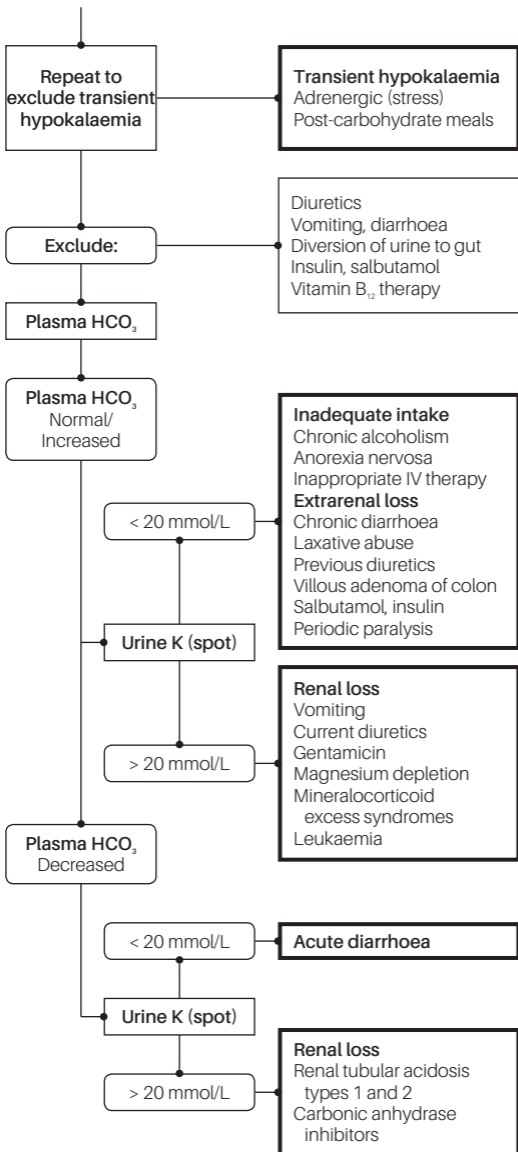 Repeat to
exclude transient
hypokalaemia
Transient hypokalaemia
Adrenergic (stress)
Post-carbohydrate meals
Exclude:
Diuretics
Vomiting, diarrhoea
Diversion of urine to gut
Insulin, salbutamol
Vitamin B₁₂ therapy
Plasma HCO₃
Plasma HCO₃
Normal/
Increased
< 20 mmol/L
Inadequate intake
Chronic alcoholism
Anorexia nervosa
Inappropriate IV therapy
Extrarenal loss
Chronic diarrhoea
Laxative abuse
Previous diuretics
Villous adenoma of colon
Salbutamol, insulin
Periodic paralysis
Urine K (spot)
> 20 mmol/L
Renal loss
Vomiting
Current diuretics
Gentamicin
Magnesium depletion
Mineralocorticoid
excess syndromes
Leukaemia
Plasma HCO₃
Decreased
< 20 mmol/L
Acute diarrhoea
Urine K (spot)
> 20 mmol/L
Renal loss
Renal tubular acidosis
types 1 and 2
Carbonic anhydrase
inhibitors